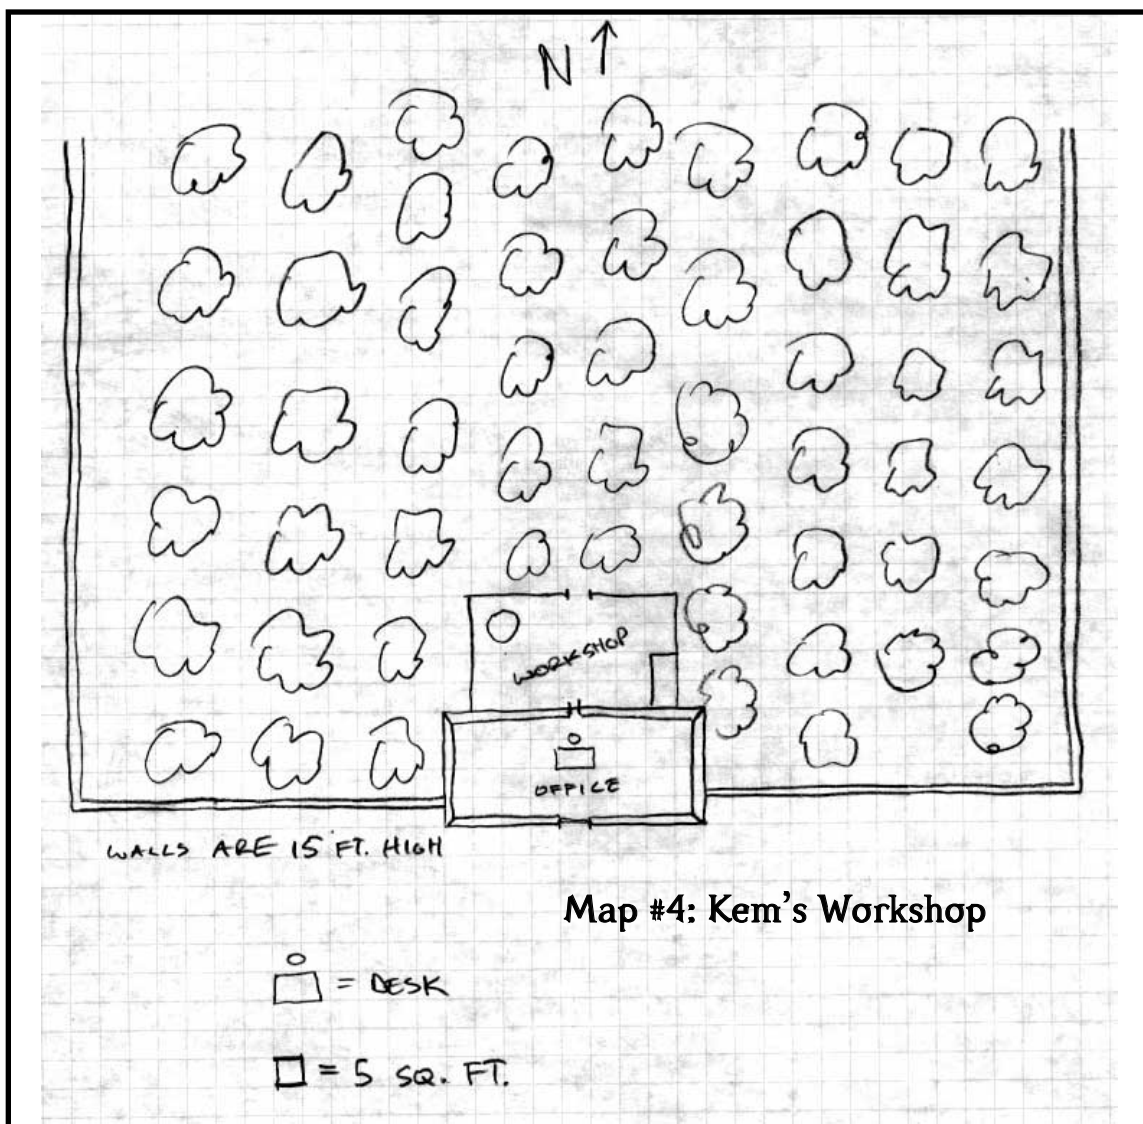 N
WORKSHOP
OFFICE
WALLS ARE 15 FT. HIGH
Map #4: Kem's Workshop
= DESK
= 5 SQ. FT.